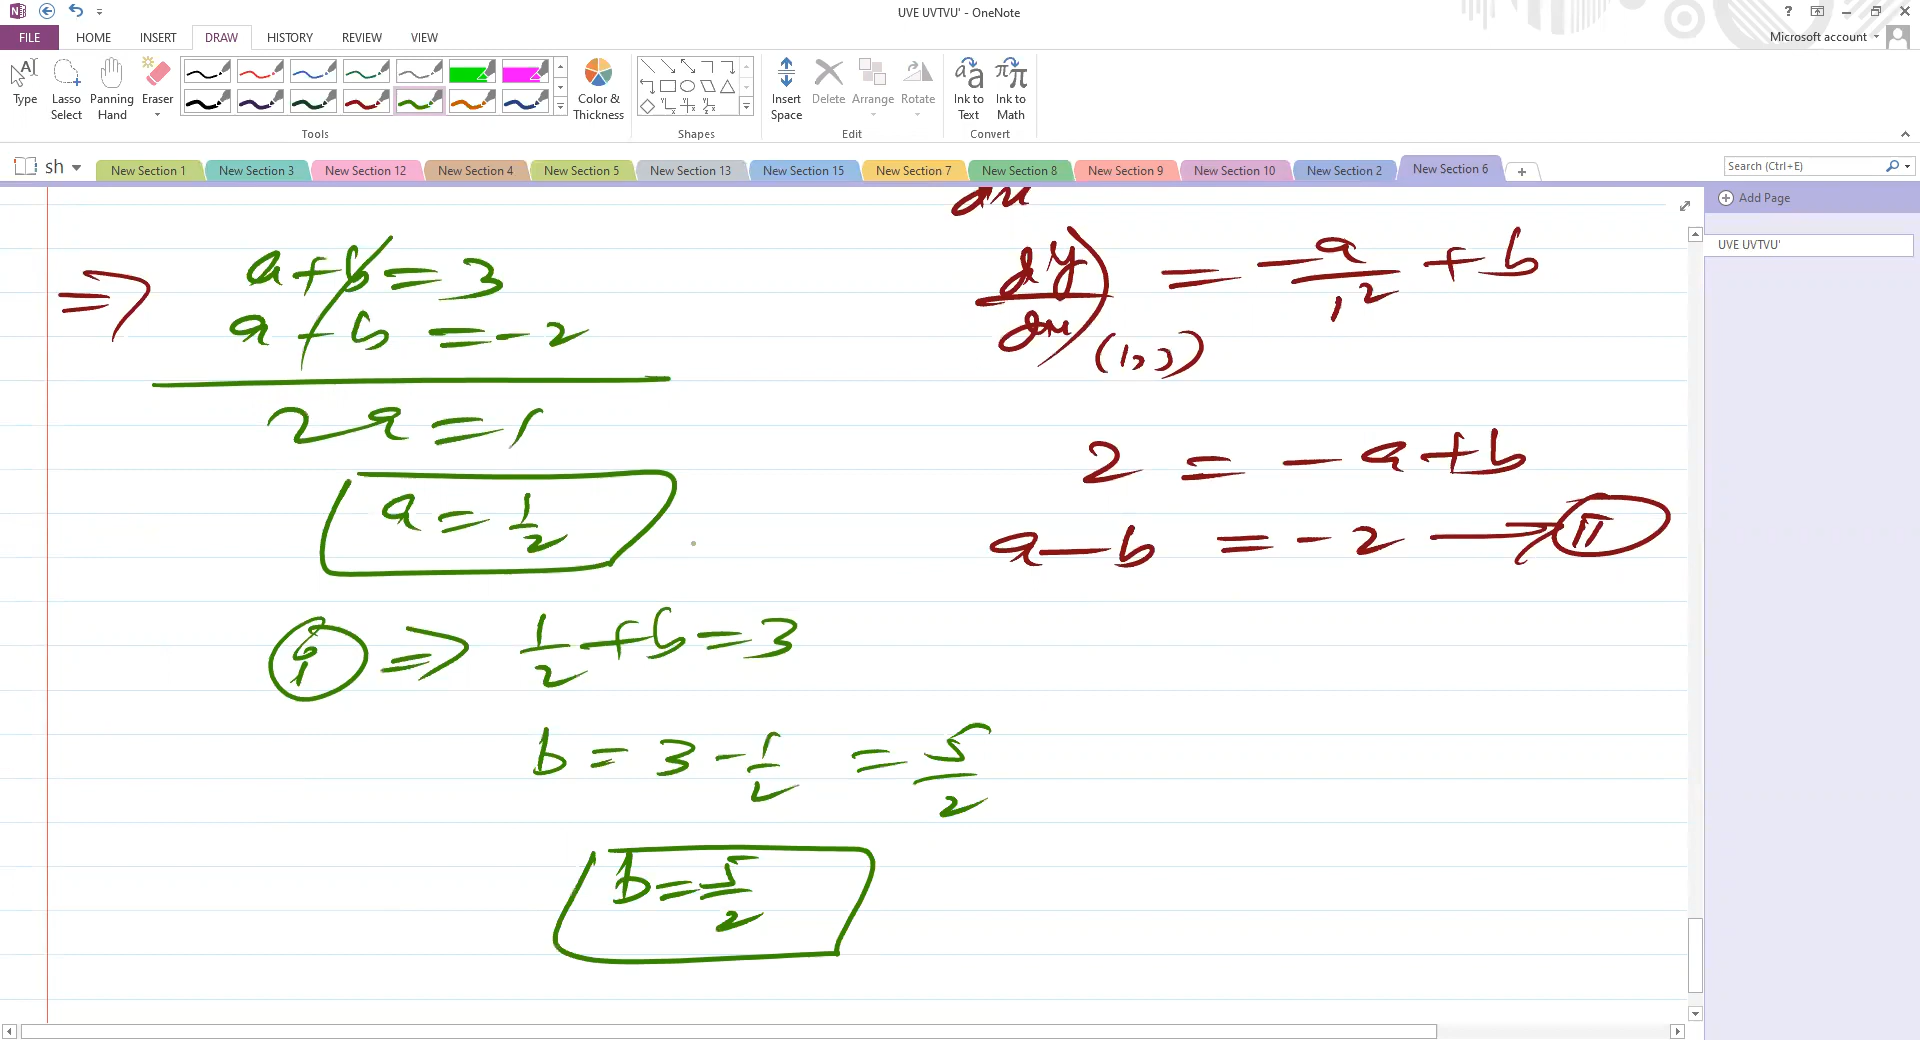 UVE UVTVU' - OneNote
FILE HOME INSERT DRAW HISTORY REVIEW VIEW
Microsoft account
Type
Lasso Select
Panning Hand
Eraser
Color & Thickness
Insert Space
Delete
Arrange
Rotate
Ink to Text
Ink to Math
Tools
Shapes
Edit
Convert
sh New Section 1 New Section 3 New Section 12 New Section 4 New Section 5 New Section 13 New Section 15 New Section 7 New Section 8 New Section 9 New Section 10 New Section 2 New Section 6
Search (Ctrl+E)
Add Page
UVE UVTVU'
⇒ a + b = 3
a - b = -2
2a = 1
a = 1/2
(i) ⇒ 1/2 + b = 3
b = 3 - 1/2 = 5/2
b = 5/2
dx
dy/dx)(1,3) = -a/1² + b
2 = -a + b
a - b = -2 → (II)